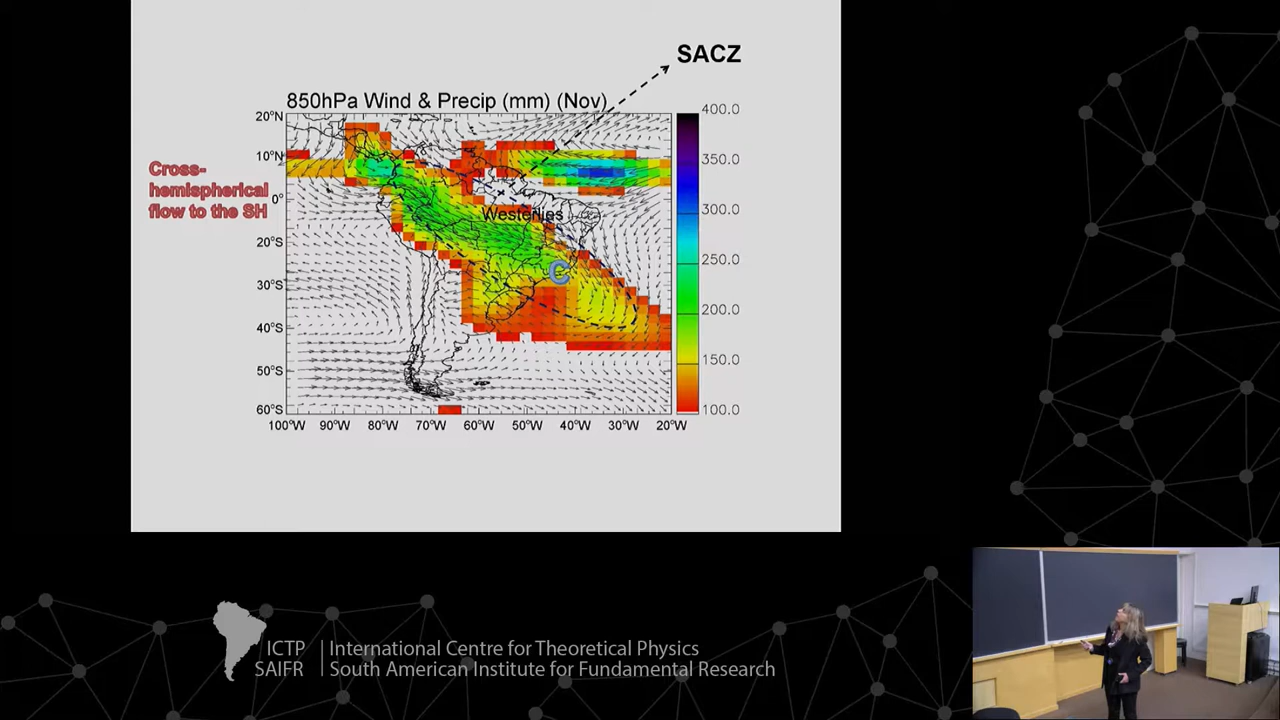 SACZ
850hPa Wind & Precip (mm) (Nov)
20°N
10°N
0°
20°S
30°S
40°S
50°S
60°S
100°W 90°W 80°W 70°W 60°W 50°W 40°W 30°W 20°W
400.0
350.0
300.0
250.0
200.0
150.0
100.0
Cross-
hemispherical
flow to the SH
Westerlies
C
ICTP
SAIFR
International Centre for Theoretical Physics
South American Institute for Fundamental Research